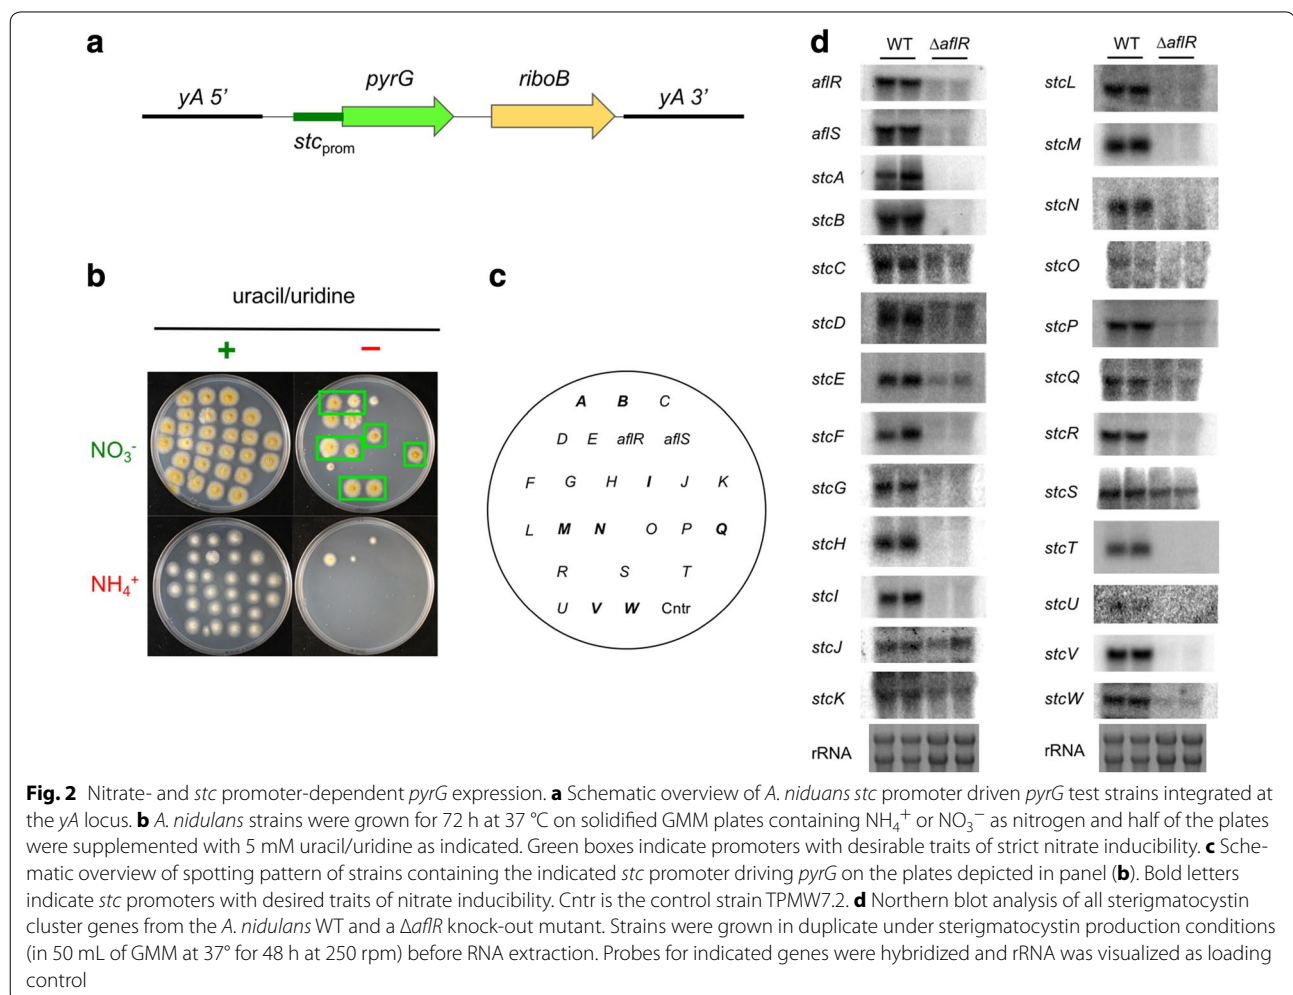 a
yA 5’
pyrG
riboB
yA 3’
stcprom
b
uracil/uridine
+ −
NO3-
NH4+
c
A B C
D E aflR aflS
F G H I J K
L M N O P Q
R S T
U V W Cntr
d
WT ΔaflR
aflR
aflS
stcA
stcB
stcC
stcD
stcE
stcF
stcG
stcH
stcI
stcJ
stcK
rRNA
WT ΔaflR
stcL
stcM
stcN
stcO
stcP
stcQ
stcR
stcS
stcT
stcU
stcV
stcW
rRNA
Fig. 2 Nitrate- and stc promoter-dependent pyrG expression. a Schematic overview of A. niduans stc promoter driven pyrG test strains integrated at
the yA locus. b A. nidulans strains were grown for 72 h at 37 °C on solidified GMM plates containing NH4+ or NO3− as nitrogen and half of the plates
were supplemented with 5 mM uracil/uridine as indicated. Green boxes indicate promoters with desirable traits of strict nitrate inducibility. c Sche-
matic overview of spotting pattern of strains containing the indicated stc promoter driving pyrG on the plates depicted in panel (b). Bold letters
indicate stc promoters with desired traits of nitrate inducibility. Cntr is the control strain TPMW7.2. d Northern blot analysis of all sterigmatocystin
cluster genes from the A. nidulans WT and a ΔaflR knock-out mutant. Strains were grown in duplicate under sterigmatocystin production conditions
(in 50 mL of GMM at 37° for 48 h at 250 rpm) before RNA extraction. Probes for indicated genes were hybridized and rRNA was visualized as loading
control